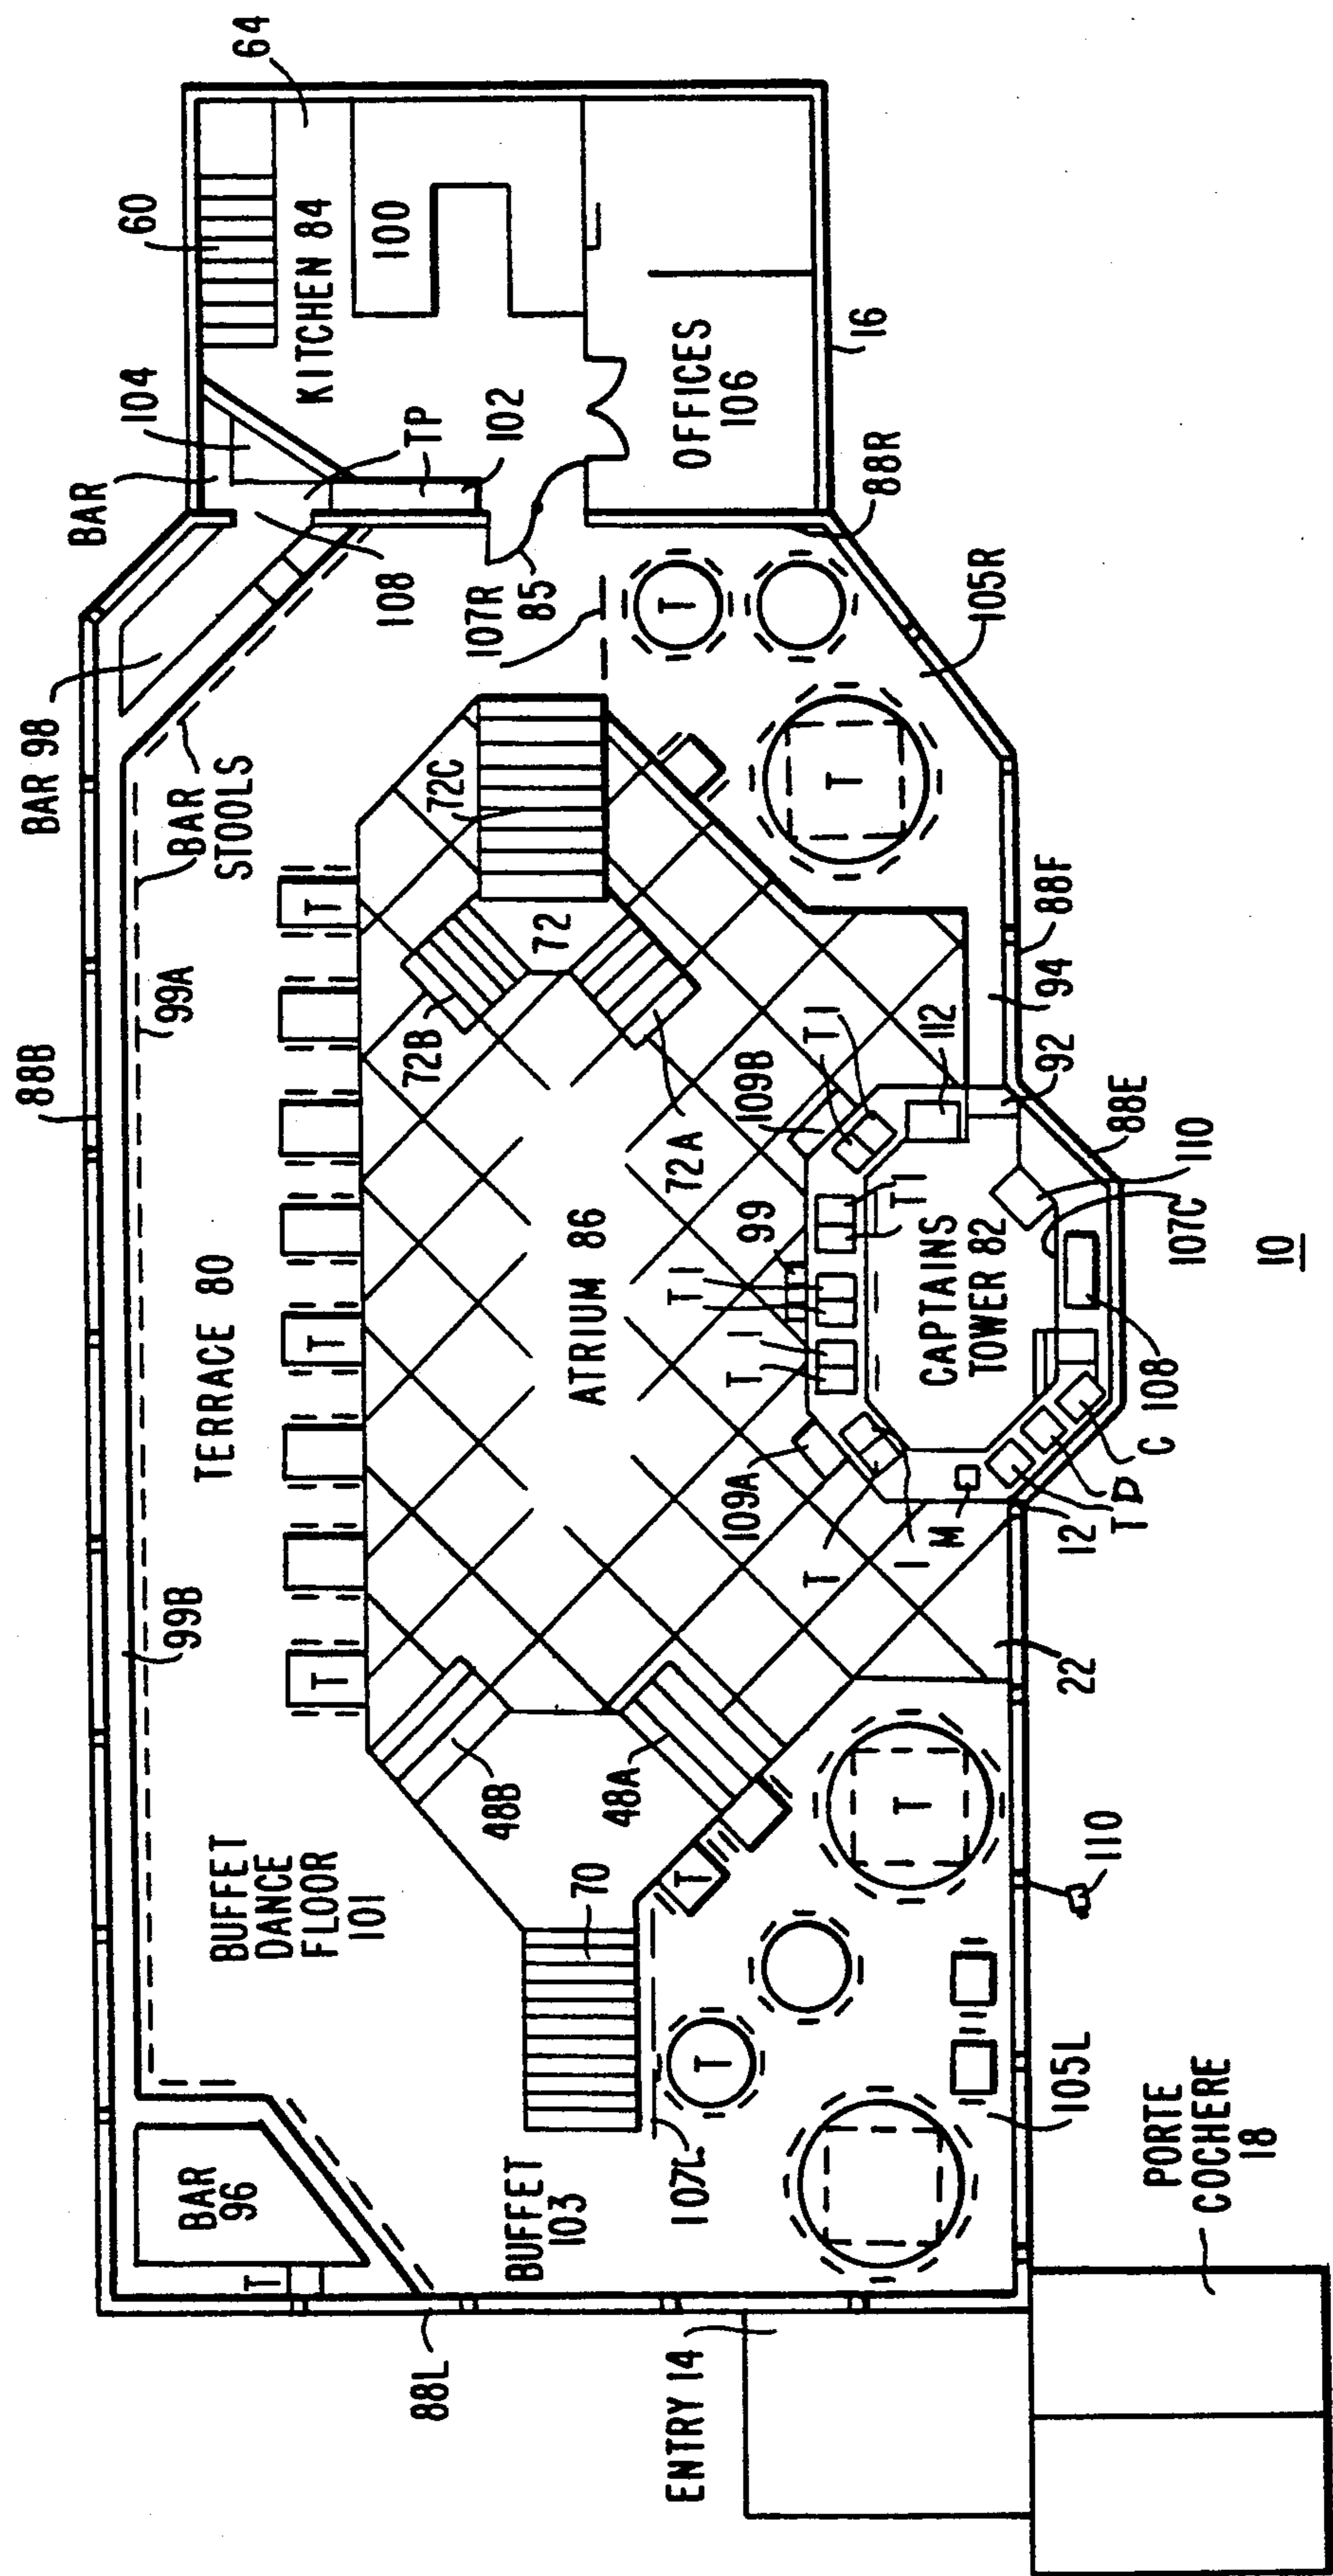 64
60
KITCHEN 84
100
104
BAR
TP
102
OFFICES
106
16
88R
108
85
107R
T
105R
BAR 98
BAR
STOOLS
72C
T
T
72
99A
88B
72B
72A
88F
94
92
109B
T1
112
88E
110
107C
T1
99
T1
T
1
CAPTAINS
TOWER 82
10
108
TERRACE 80
T
ATRIUM 86
109A
C
P
T
12
M
1
T
99B
T
22
48B
48A
T
110
BUFFET
DANCE
FLOOR
101
70
T
T
105L
PORTE
COCHERE
18
BAR
96
BUFFET
103
107L
T
88L
ENTRY 14